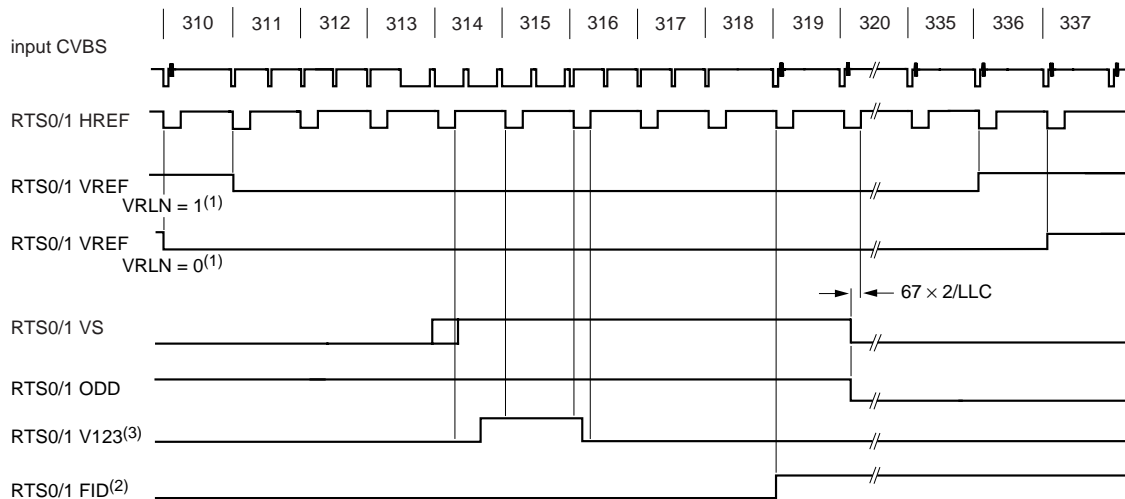 310 311 312 313 314 315 316 317 318 319 320 335 336 337
input CVBS
RTS0/1 HREF
RTS0/1 VREF
VRLN = 1(1)
RTS0/1 VREF
VRLN = 0(1)
67 × 2/LLC
RTS0/1 VS
RTS0/1 ODD
RTS0/1 V123(3)
RTS0/1 FID(2)